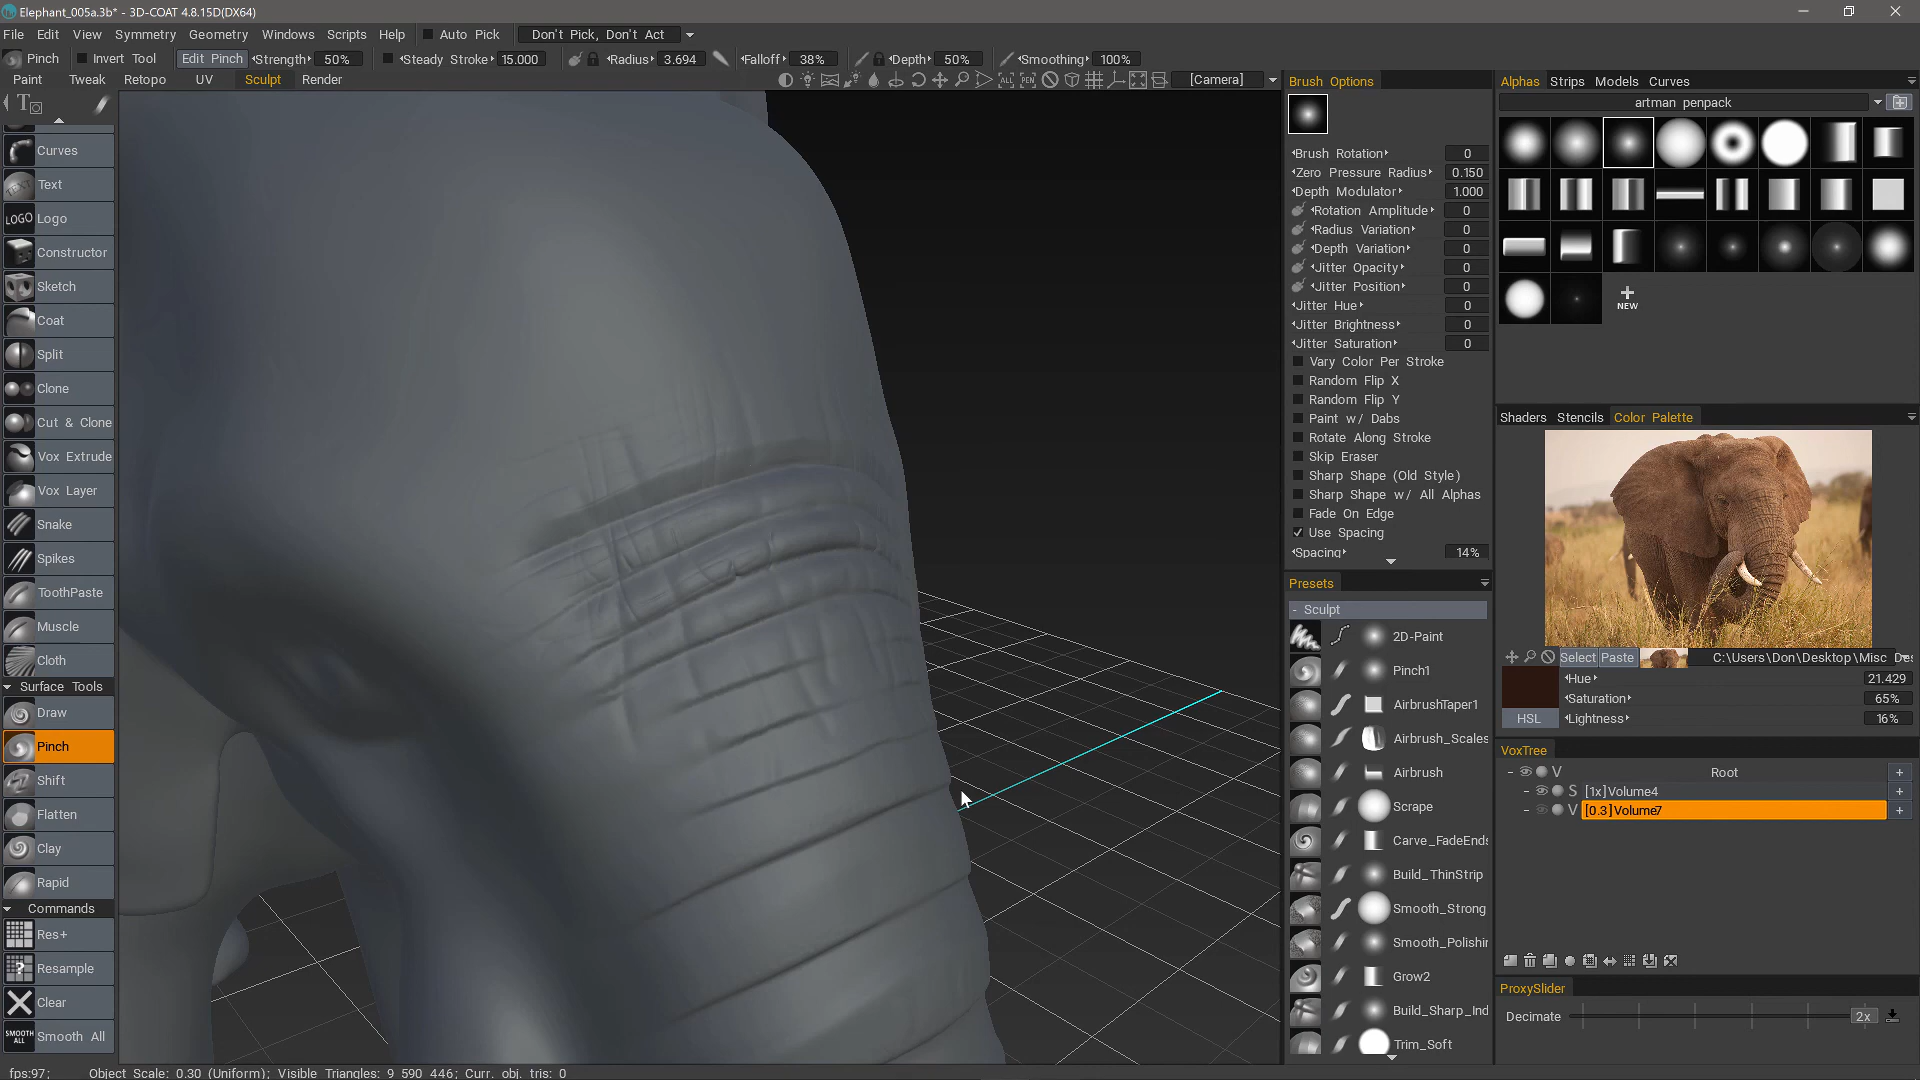 Elephant_005a.3b* - 3D-COAT 4.8.15D(DX64)
File Edit View Symmetry Geometry Windows Scripts Help Auto Pick Don't Pick, Don't Act
Pinch Invert Tool Edit Pinch Strength 50% Steady Stroke 15.000 Radius 3.694 Falloff 38% Depth 50% Smoothing 100%
Paint Tweak Retopo UV Sculpt Render [Camera]
Curves
Text
Logo
Constructor
Sketch
Coat
Split
Clone
Cut & Clone
Vox Extrude
Vox Layer
Snake
Spikes
ToothPaste
Muscle
Cloth
Surface Tools
Draw
Pinch
Shift
Flatten
Clay
Rapid
Commands
Res+
Resample
Clear
Smooth All
fps:97; Object Scale: 0.30 (Uniform); Visible Triangles: 9 590 446; Curr. obj. tris: 0
Brush Options
Brush Rotation 0
Zero Pressure Radius 0.150
Depth Modulator 1.000
Rotation Amplitude 0
Radius Variation 0
Depth Variation 0
Jitter Opacity 0
Jitter Position 0
Jitter Hue 0
Jitter Brightness 0
Jitter Saturation 0
Vary Color Per Stroke
Random Flip X
Random Flip Y
Paint w/ Dabs
Rotate Along Stroke
Skip Eraser
Sharp Shape (Old Style)
Sharp Shape w/ All Alphas
Fade On Edge
Use Spacing
Spacing 14%
Presets
- Sculpt
2D-Paint
Pinch1
AirbrushTaper1
Airbrush_Scales
Airbrush
Scrape
Carve_FadeEnds
Build_ThinStrip
Smooth_Strong
Smooth_Polishin
Grow2
Build_Sharp_Ind
Trim_Soft
Alphas Strips Models Curves
artman penpack
NEW
Shaders Stencils Color Palette
Select Paste C:\Users\Don\Desktop\Misc Des
Hue 21.429
Saturation 65%
HSL Lightness 16%
VoxTree
- V Root +
- S [1x]Volume4 +
- V [0.3]Volume7 +
ProxySlider
Decimate 2x